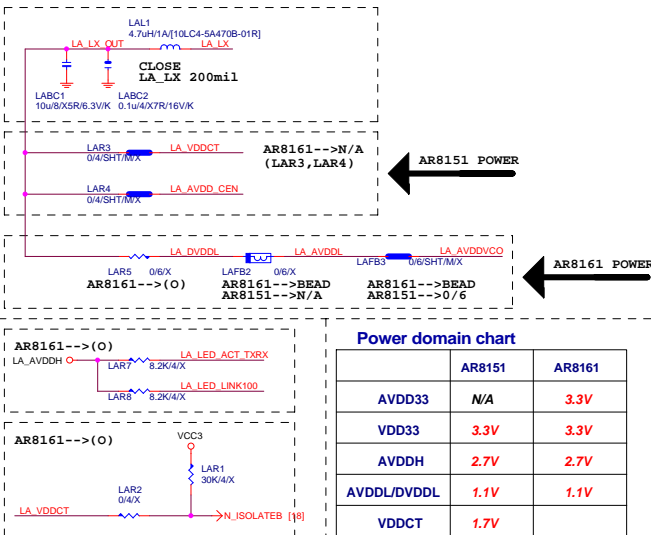 LAL1
4.7uH/1A/[10LC4-5A470B-01R]
LA_LX_OUT
LA_LX
CLOSE
LA_LX 200mil
LABC1
10u/8/X5R/6.3V/K
LABC2
0.1u/4/X7R/16V/K
LAR3
0/4/SHT/M/X
LA_VDDCT
AR8161-->N/A
(LAR3,LAR4)
AR8151 POWER
LAR4
0/4/SHT/M/X
LA_AVDD_CEN
LA_DVDDL
LA_AVDDL
LA_AVDDVCO
LAR5 0/6/X
LAFB2 0/6/X
LAFB3 0/6/SHT/M/X
AR8161-->(O)
AR8161-->BEAD
AR8151-->N/A
AR8161-->BEAD
AR8151-->0/6
AR8161 POWER
AR8161-->(O)
LA_AVDDH
LAR7 8.2K/4/X
LA_LED_ACT_TXRX
LAR8 8.2K/4/X
LA_LED_LINK100
AR8161-->(O)
VCC3
LAR1
30K/4/X
LAR2
0/4/X
LA_VDDCT
N_ISOLATEB [18]
Power domain chart
AR8151 AR8161
AVDD33 N/A 3.3V
VDD33 3.3V 3.3V
AVDDH 2.7V 2.7V
AVDDL/DVDDL 1.1V 1.1V
VDDCT 1.7V